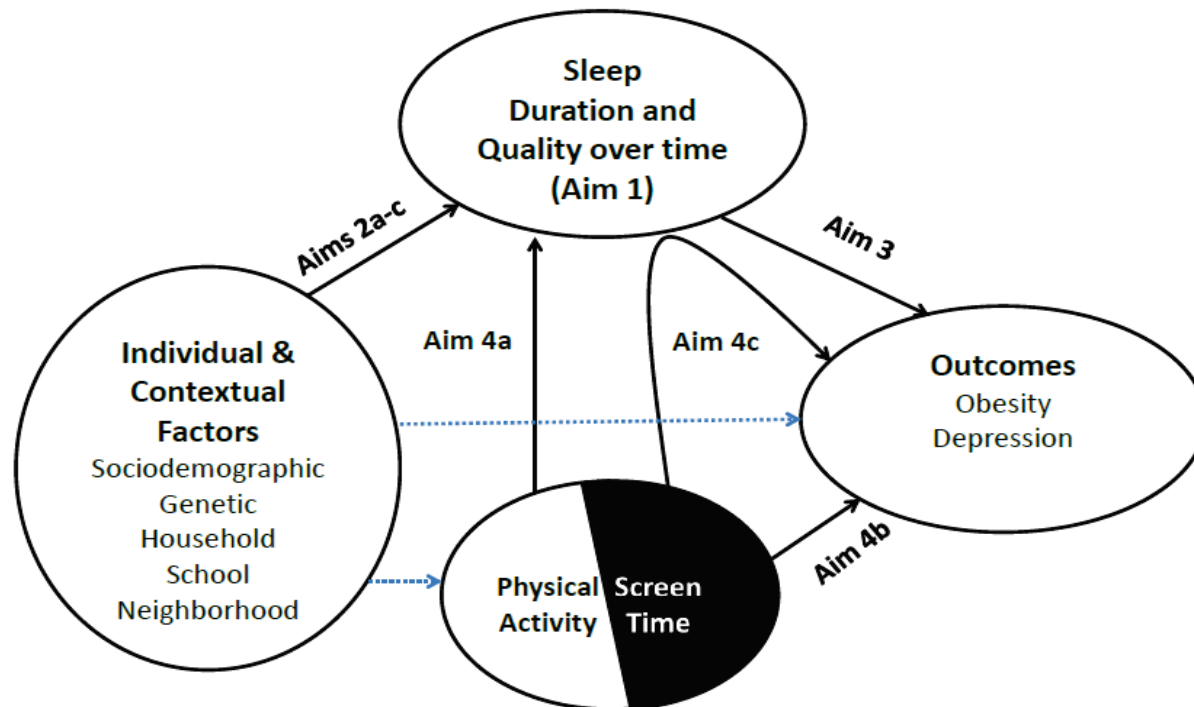 Sleep
Duration and
Quality over time
(Aim 1)
Aims 2a-c
Aim 3
Individual &
Contextual
Factors
Sociodemographic
Genetic
Household
School
Neighborhood
Aim 4a
Aim 4c
Outcomes
Obesity
Depression
Physical Screen
Activity Time
Aim 4b